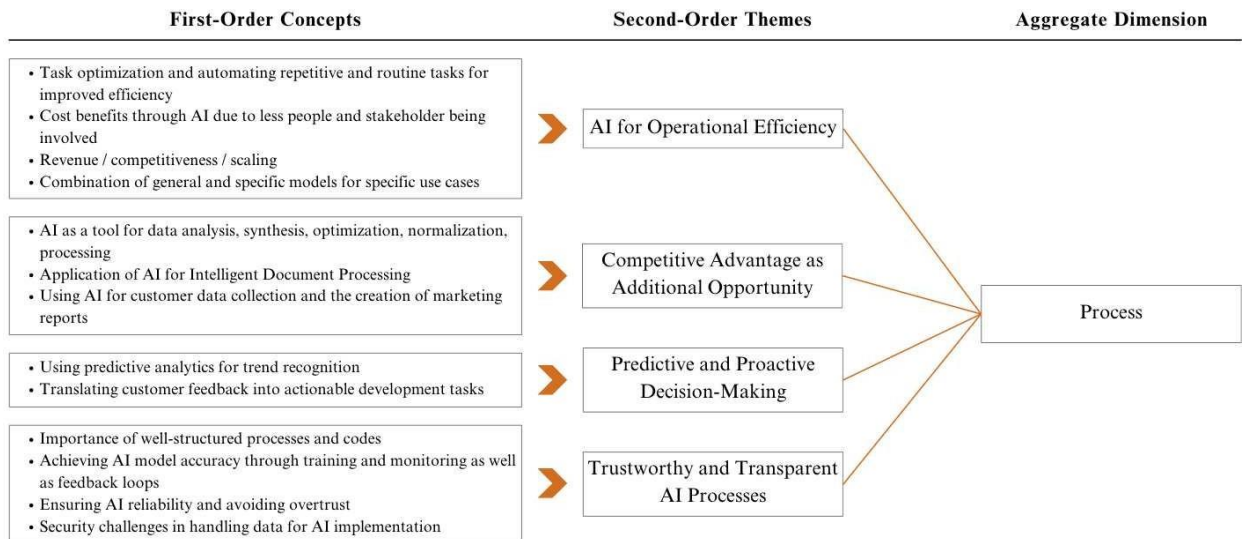 First-Order Concepts
Second-Order Themes
Aggregate Dimension
• Task optimization and automating repetitive and routine tasks for
improved efficiency
• Cost benefits through AI due to less people and stakeholder being
involved
• Revenue / competitiveness / scaling
• Combination of general and specific models for specific use cases
AI for Operational Efficiency
• AI as a tool for data analysis, synthesis, optimization, normalization,
processing
• Application of AI for Intelligent Document Processing
• Using AI for customer data collection and the creation of marketing
reports
Competitive Advantage as
Additional Opportunity
Process
• Using predictive analytics for trend recognition
• Translating customer feedback into actionable development tasks
Predictive and Proactive
Decision-Making
• Importance of well-structured processes and codes
• Achieving AI model accuracy through training and monitoring as well
as feedback loops
• Ensuring AI reliability and avoiding overtrust
• Security challenges in handling data for AI implementation
Trustworthy and Transparent
AI Processes